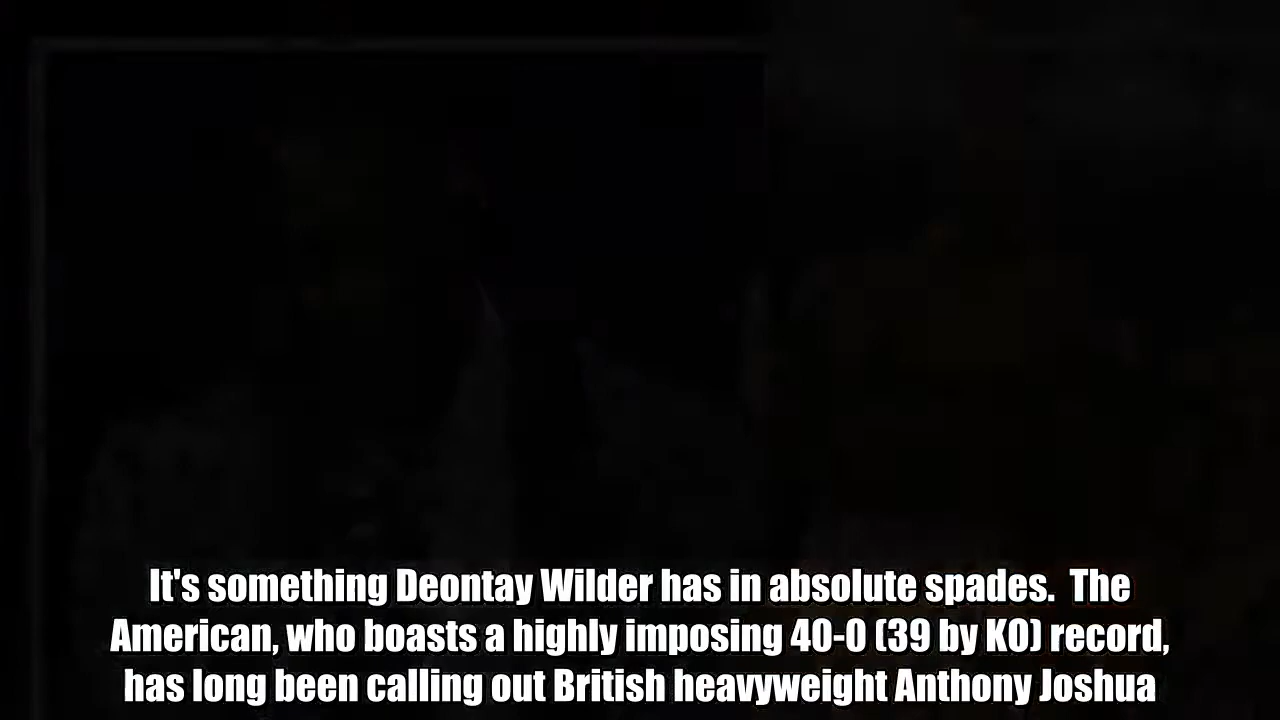 It's something Deontay Wilder has in absolute spades.  The
American, who boasts a highly imposing 40-0 (39 by KO) record,
has long been calling out British heavyweight Anthony Joshua